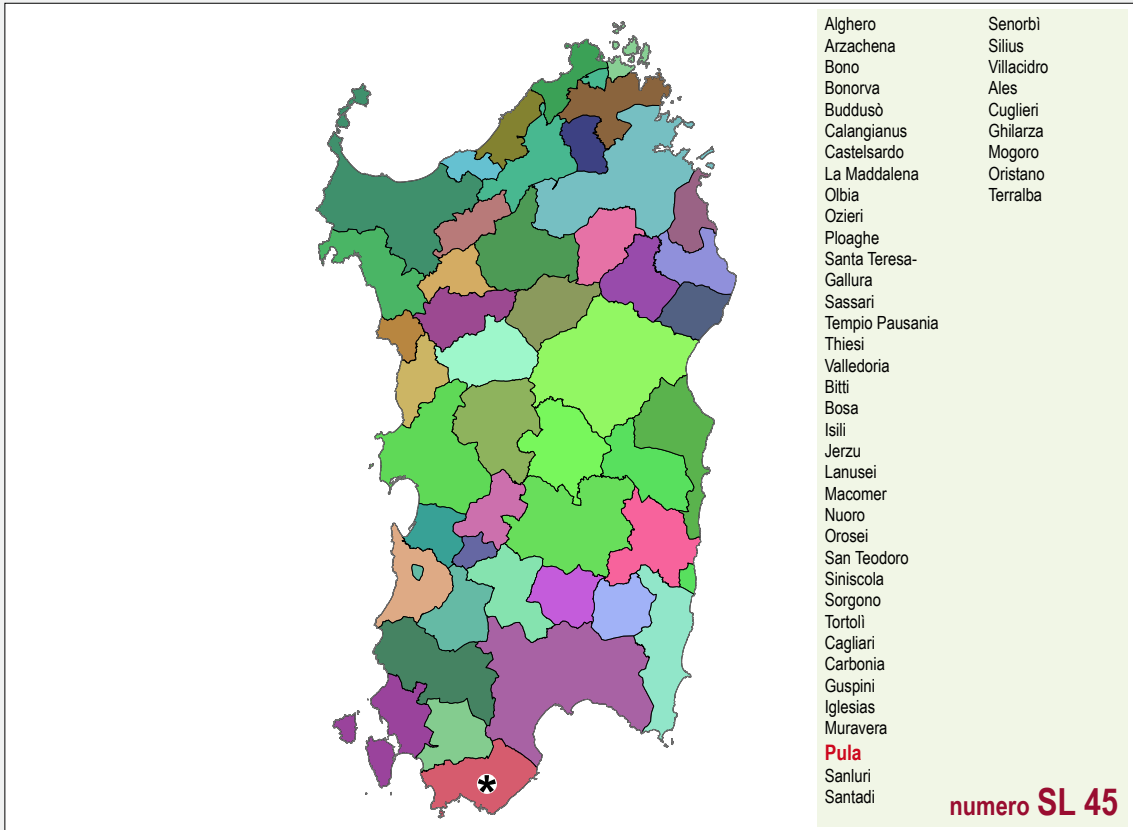 Alghero
Arzachena
Bono
Bonorva
Buddusò
Calangianus
Castelsardo
La Maddalena
Olbia
Ozieri
Ploaghe
Santa Teresa-
Gallura
Sassari
Tempio Pausania
Thiesi
Valledoria
Bitti
Bosa
Isili
Jerzu
Lanusei
Macomer
Nuoro
Orosei
San Teodoro
Siniscola
Sorgono
Tortolì
Cagliari
Carbonia
Guspini
Iglesias
Muravera
Pula
Sanluri
Santadi
Senorbì
Silius
Villacidro
Ales
Cuglieri
Ghilarza
Mogoro
Oristano
Terralba
numero SL 45
*